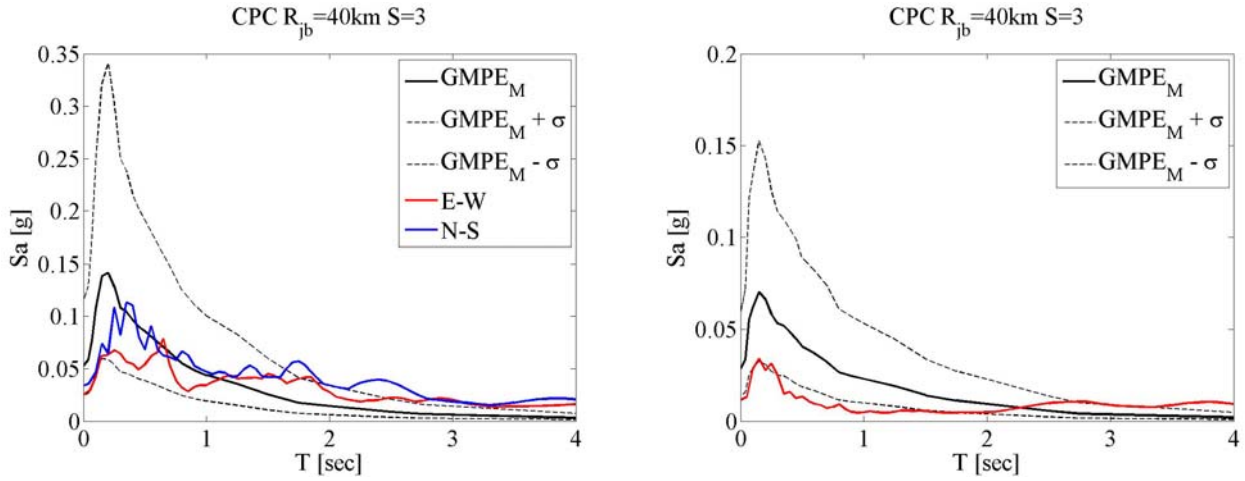 CPC R_jb=40km S=3
0.35
0.3
0.25
0.2
0.15
0.1
0.05
0
Sa [g]
GMPE_M
GMPE_M + σ
GMPE_M - σ
E-W
N-S
0 1 2 3 4
T [sec]
CPC R_jb=40km S=3
0.2
0.15
0.1
0.05
0
Sa [g]
GMPE_M
GMPE_M + σ
GMPE_M - σ
0 1 2 3 4
T [sec]